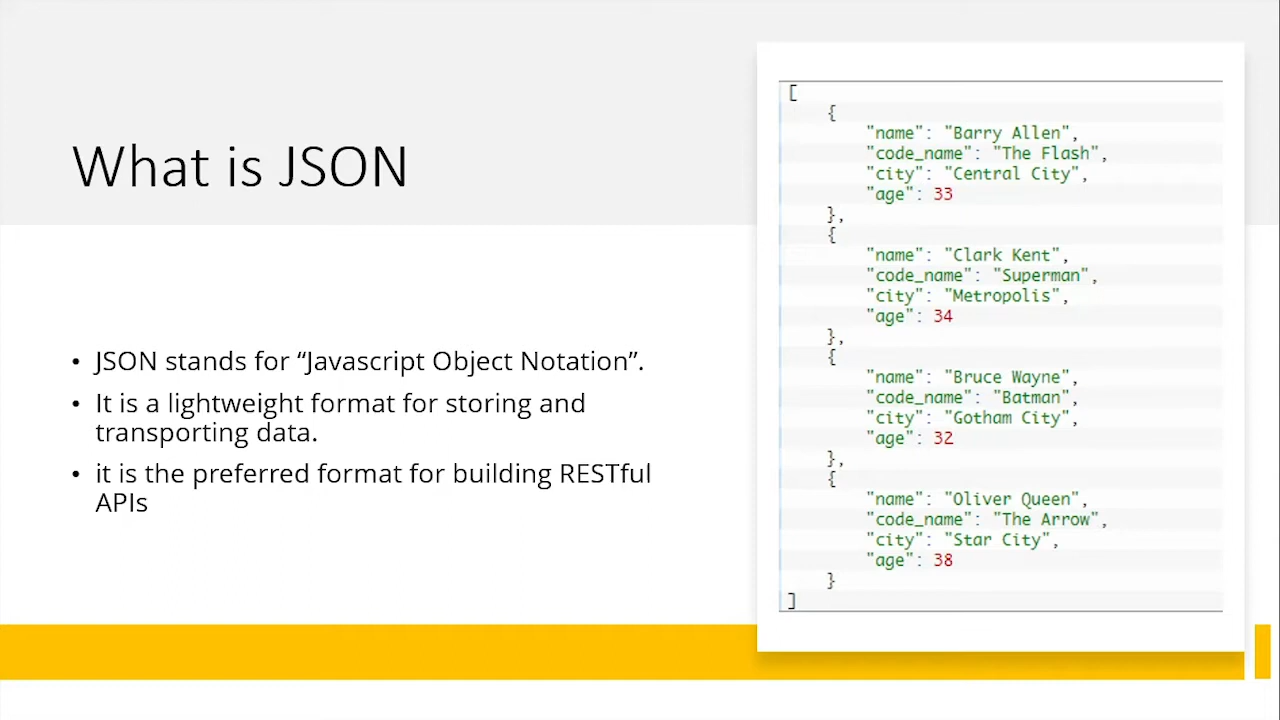 What is JSON
• JSON stands for “Javascript Object Notation”.
• It is a lightweight format for storing and
transporting data.
• it is the preferred format for building RESTful
APIs
[
    {
        "name": "Barry Allen",
        "code_name": "The Flash",
        "city": "Central City",
        "age": 33
    },
    {
        "name": "Clark Kent",
        "code_name": "Superman",
        "city": "Metropolis",
        "age": 34
    },
    {
        "name": "Bruce Wayne",
        "code_name": "Batman",
        "city": "Gotham City",
        "age": 32
    },
    {
        "name": "Oliver Queen",
        "code_name": "The Arrow",
        "city": "Star City",
        "age": 38
    }
]